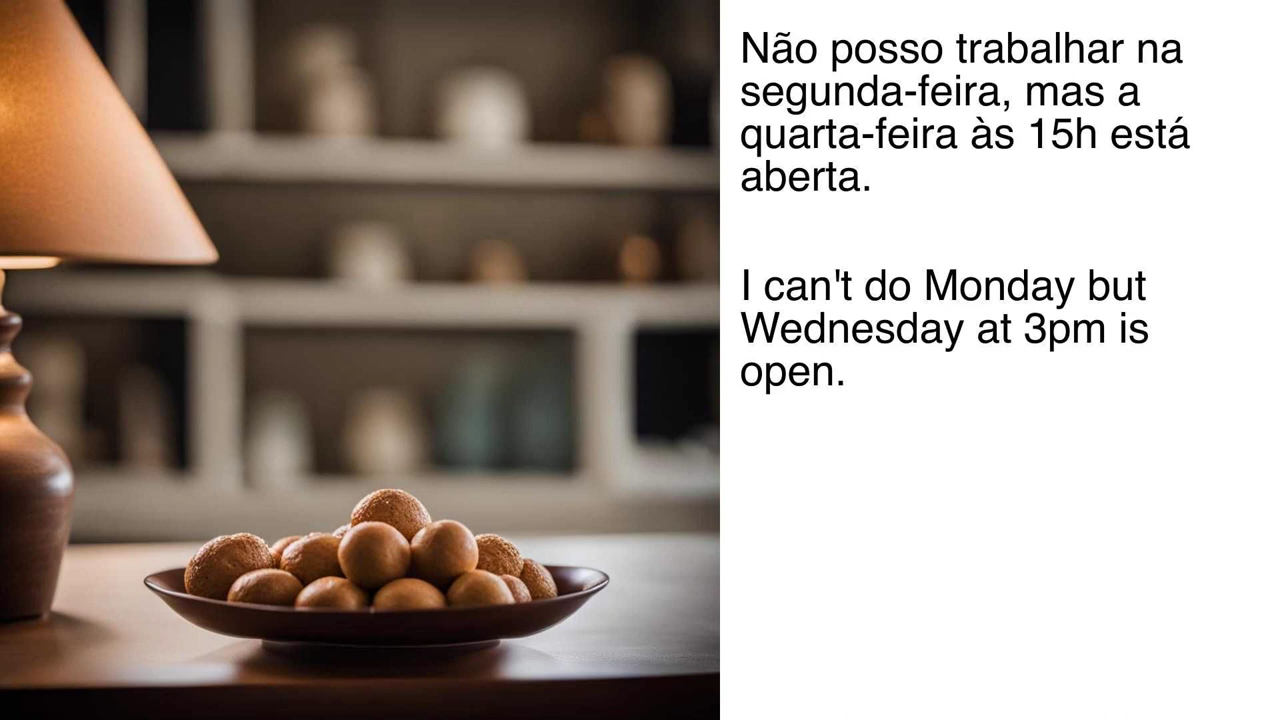 Não posso trabalhar na
segunda-feira, mas a
quarta-feira às 15h está
aberta.
I can't do Monday but
Wednesday at 3pm is
open.